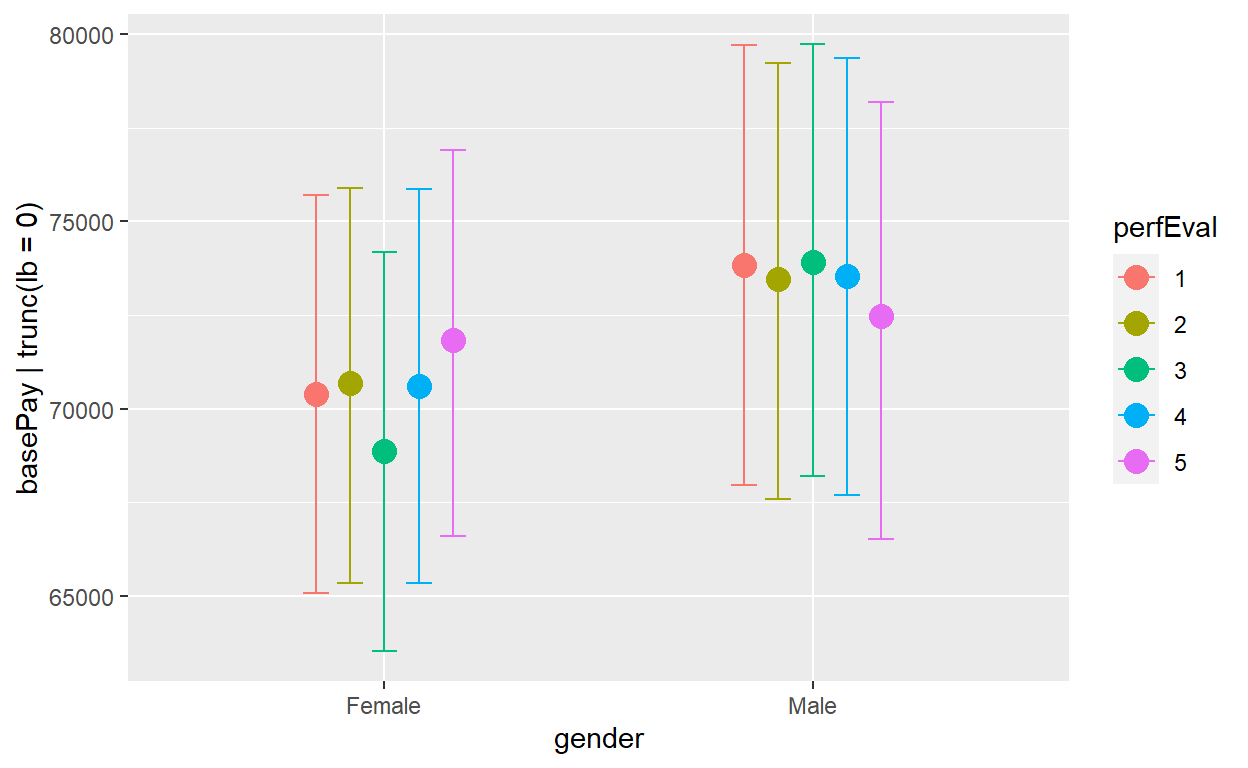 basePay | trunc(lb = 0)
80000
75000
70000
65000
Female
Male
gender
perfEval
1
2
3
4
5